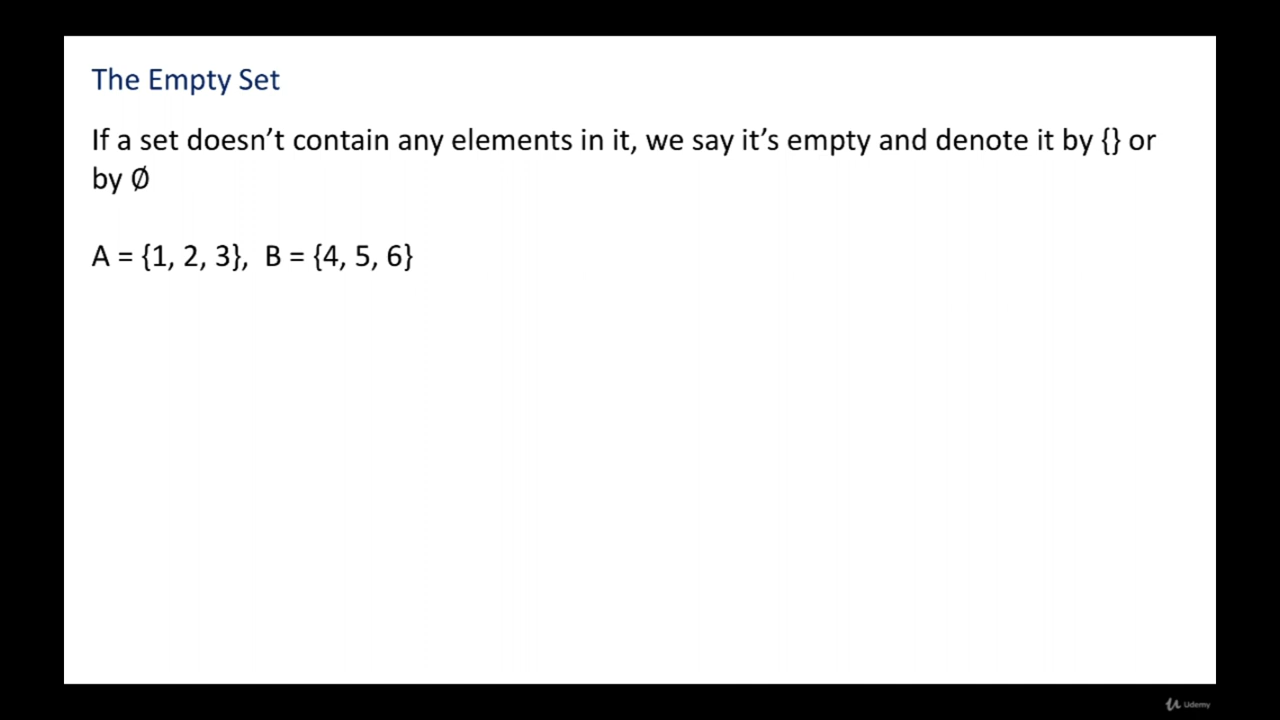 The Empty Set
If a set doesn’t contain any elements in it, we say it’s empty and denote it by {} or
by Ø
A = {1, 2, 3},  B = {4, 5, 6}
Udemy